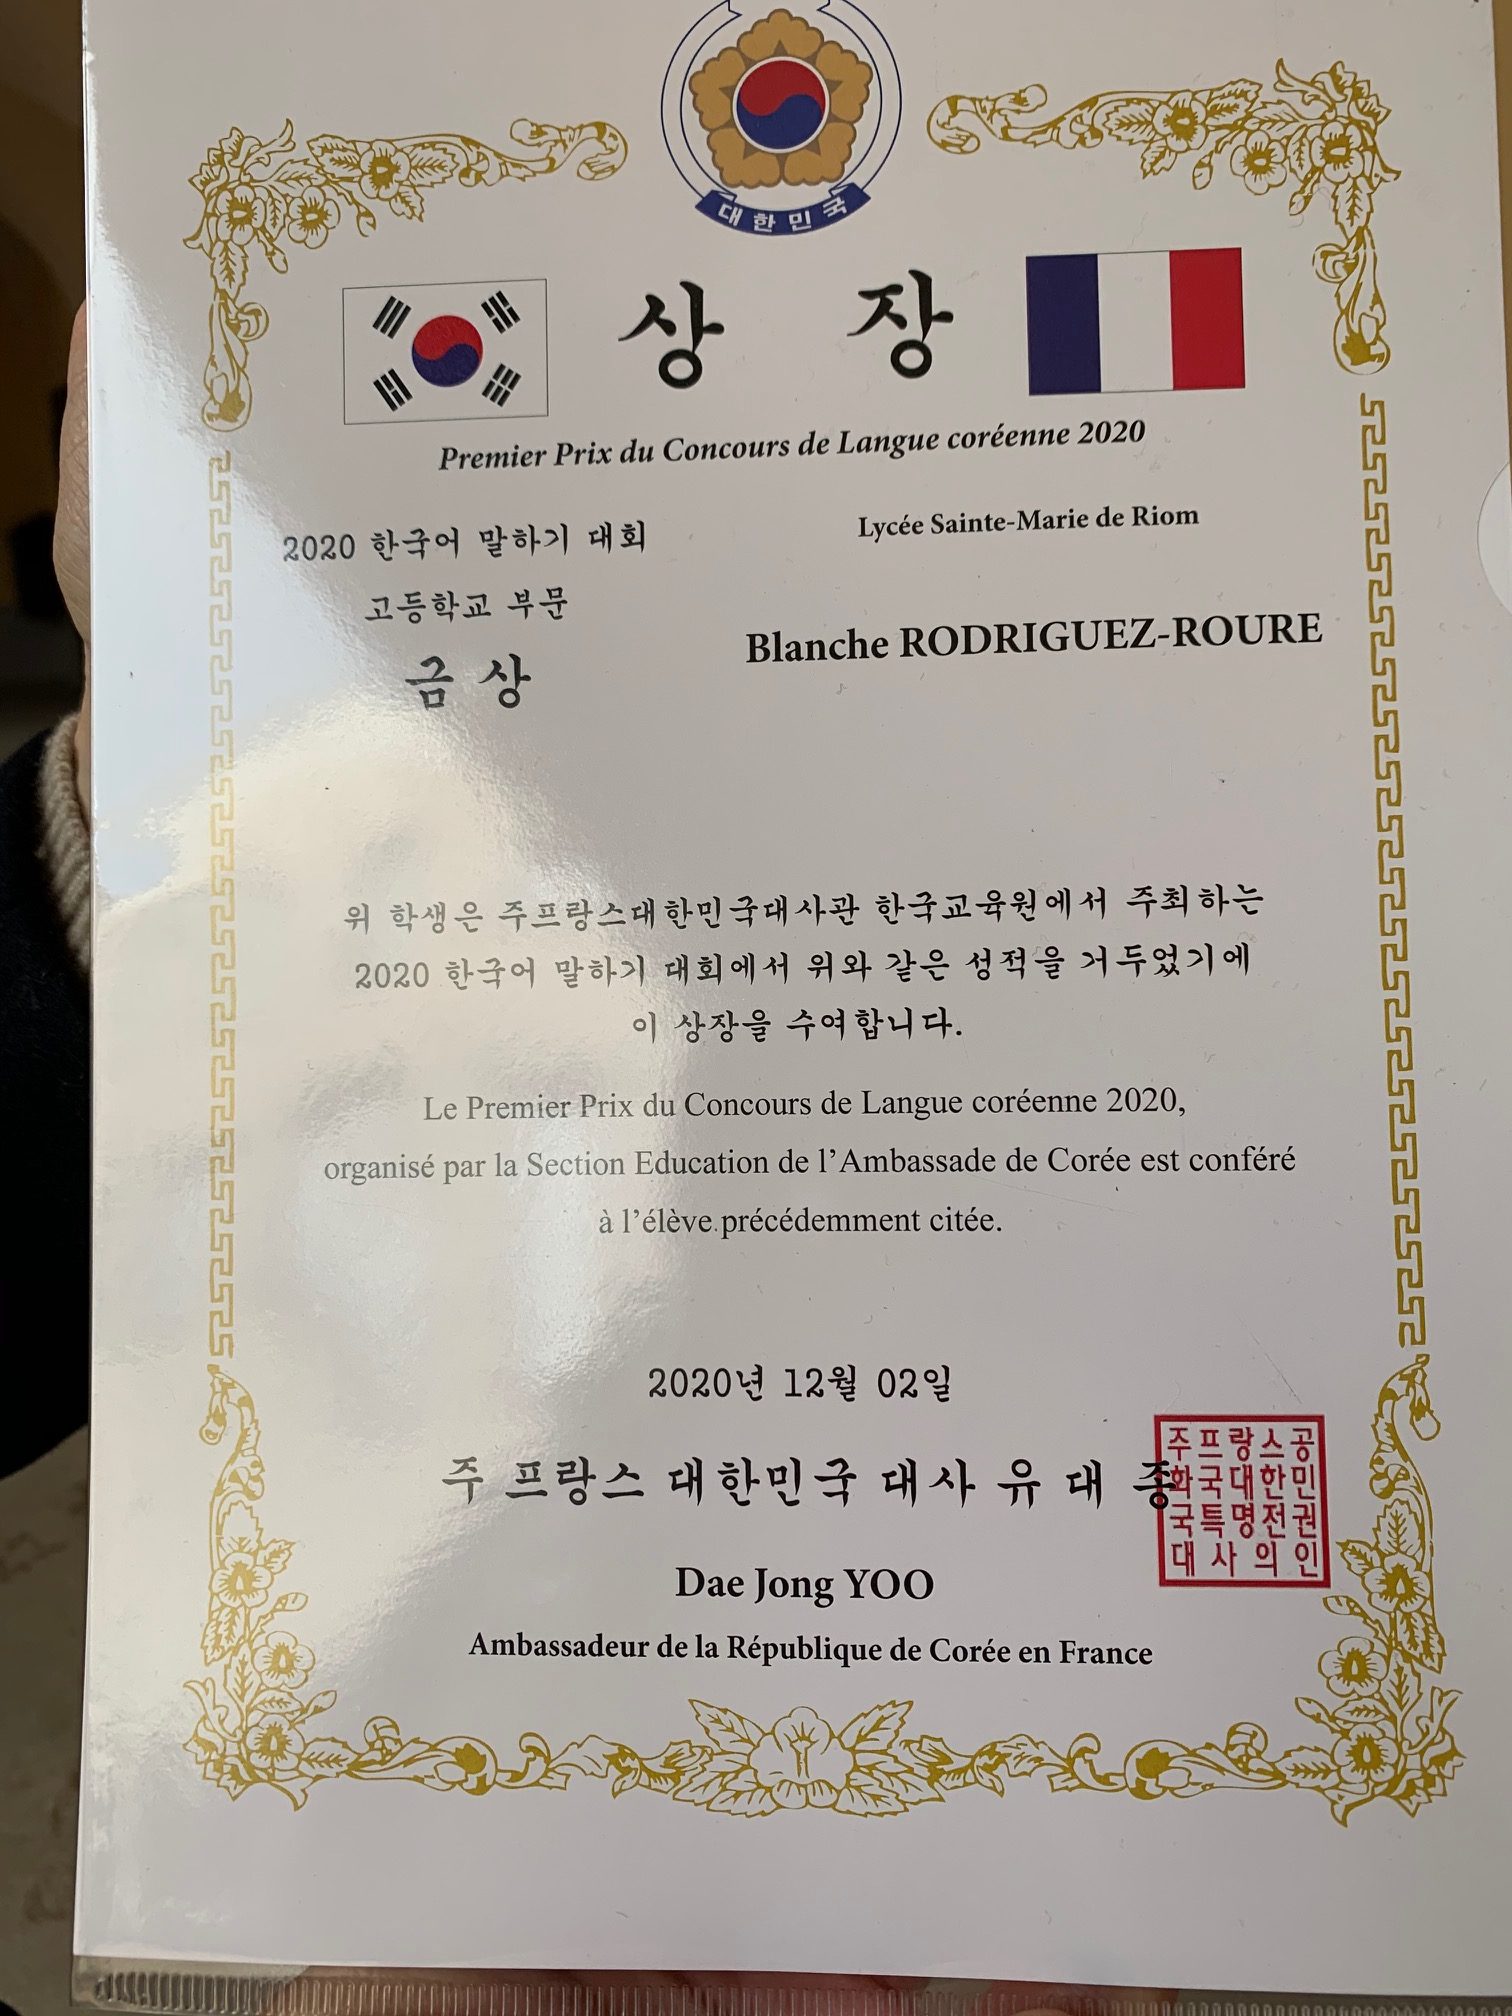 대한민국
상 장
Premier Prix du Concours de Langue coréenne 2020
2020 한국어 말하기 대회
Lycée Sainte-Marie de Riom
고등학교 부문
Blanche RODRIGUEZ-ROURE
금 상
위 학생은 주프랑스대한민국대사관 한국교육원에서 주최하는
2020 한국어 말하기 대회에서 위와 같은 성적을 거두었기에
이 상장을 수여합니다.
Le Premier Prix du Concours de Langue coréenne 2020,
organisé par la Section Education de l’Ambassade de Corée est conféré
à l’élève précédemment citée.
2020년 12월 02일
주 프랑스 대한민국 대사 유 대 종
주프랑스공
화국대한민
국특명전권
대사의인
Dae Jong YOO
Ambassadeur de la République de Corée en France